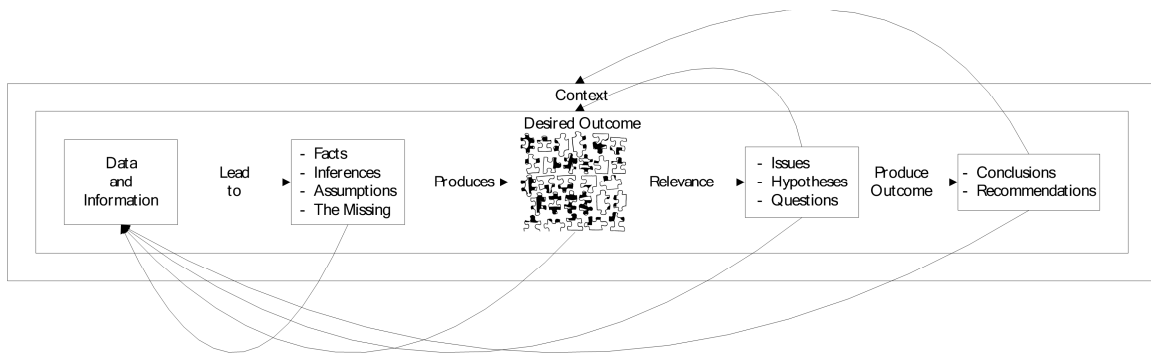 Context
Desired Outcome
Data
and
Information
Lead
to
- Facts
- Inferences
- Assumptions
- The Missing
Produces
Relevance
- Issues
- Hypotheses
- Questions
Produce
Outcome
- Conclusions
- Recommendations